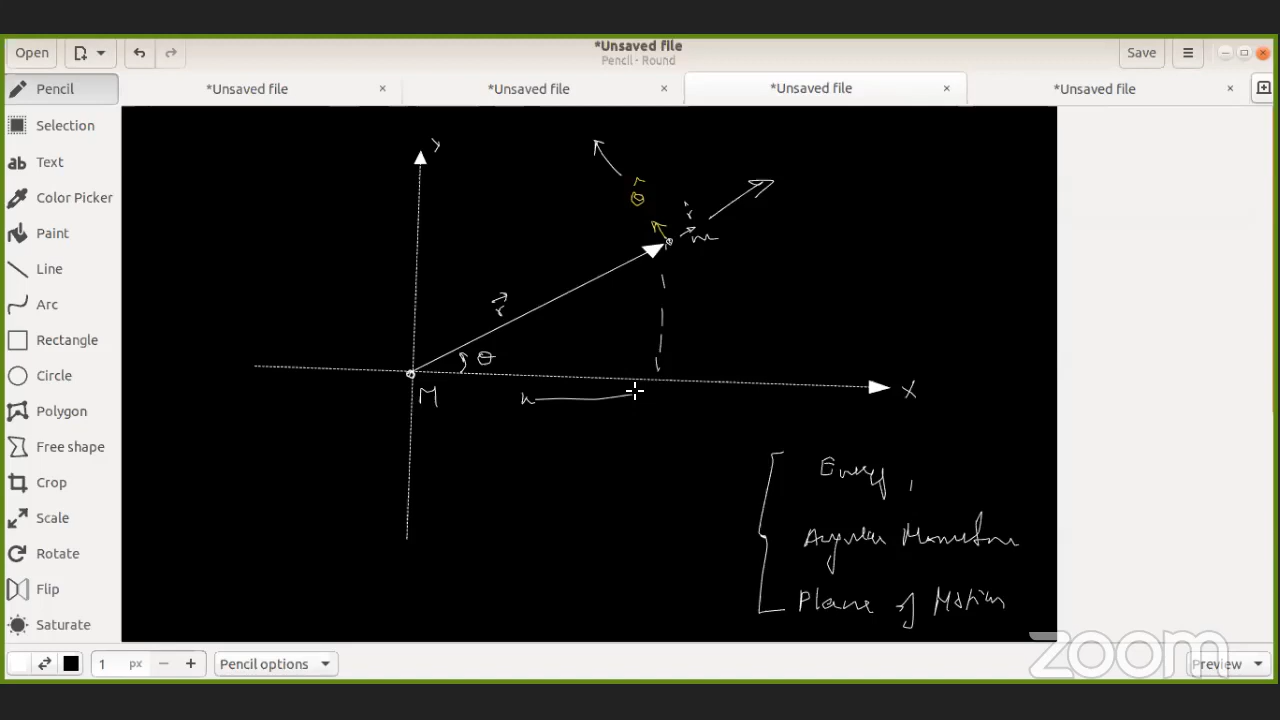 *Unsaved file
Pencil - Round
Open
Save
*Unsaved file × *Unsaved file × *Unsaved file × *Unsaved file ×
Pencil
Selection
Text
Color Picker
Paint
Line
Arc
Rectangle
Circle
Polygon
Free shape
Crop
Scale
Rotate
Flip
Saturate
y
θ̂
r̂
m
r⃗
θ
M
X
Energy,
Angular Momentum
Plane of Motion
1 px − + Pencil options
Preview
zoom